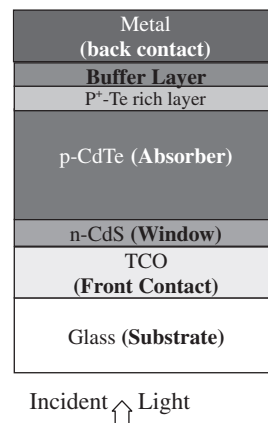 Metal
(back contact)
Buffer Layer
P⁺-Te rich layer
p-CdTe (Absorber)
n-CdS (Window)
TCO
(Front Contact)
Glass (Substrate)
Incident Light